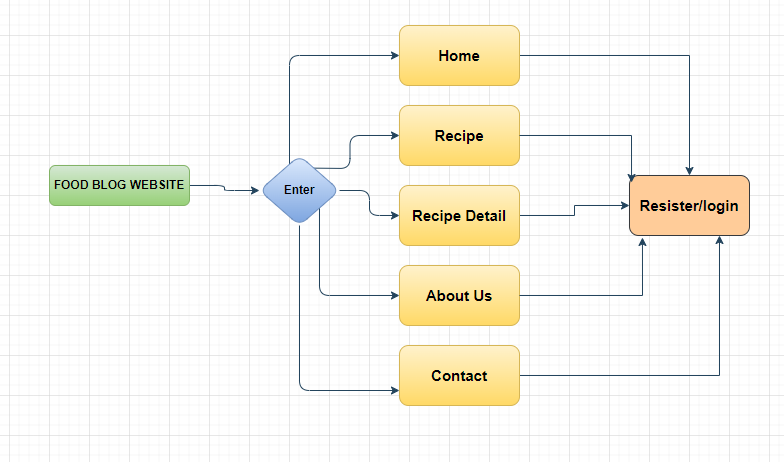 FOOD BLOG WEBSITE
Enter
Home
Recipe
Recipe Detail
About Us
Contact
Resister/login